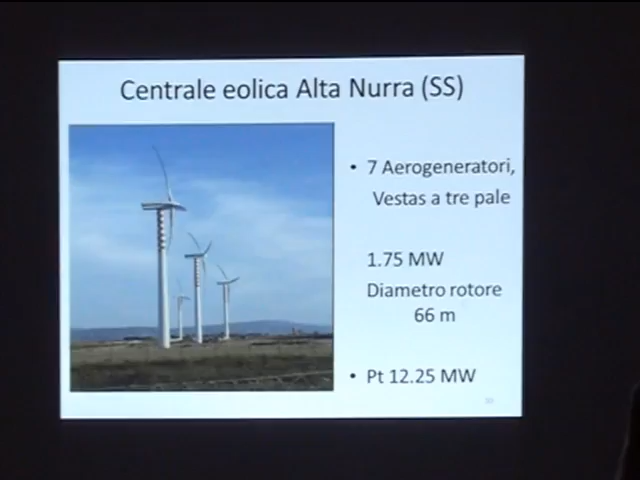 Centrale eolica Alta Nurra (SS)
• 7 Aerogeneratori,
Vestas a tre pale
1.75 MW
Diametro rotore
66 m
• Pt 12.25 MW